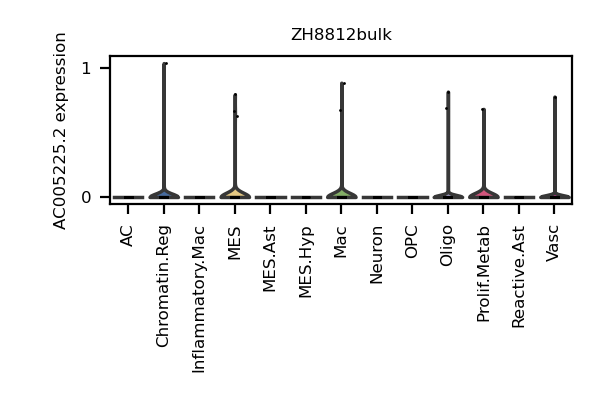 ZH8812bulk
AC005225.2 expression
1
0
AC
Chromatin.Reg
Inflammatory.Mac
MES
MES.Ast
MES.Hyp
Mac
Neuron
OPC
Oligo
Prolif.Metab
Reactive.Ast
Vasc